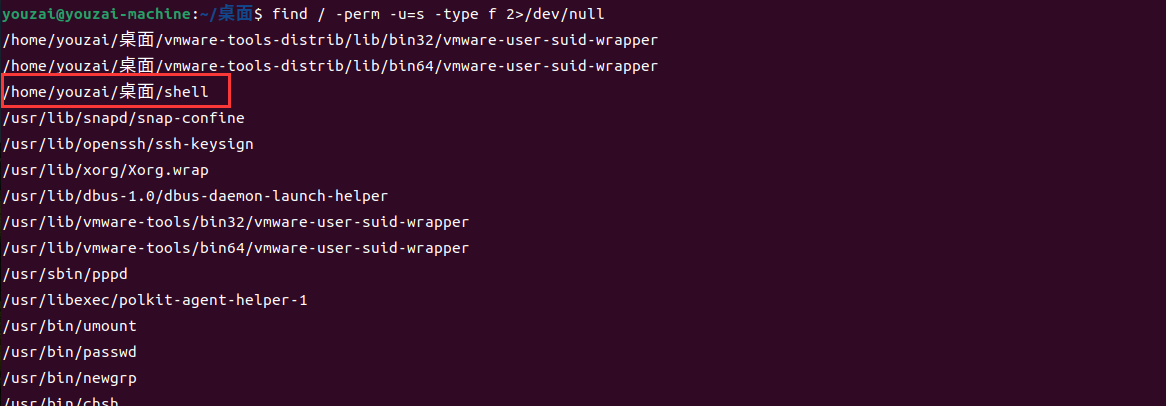 youzai@youzai-machine:~/桌面$ find / -perm -u=s -type f 2>/dev/null
/home/youzai/桌面/vmware-tools-distrib/lib/bin32/vmware-user-suid-wrapper
/home/youzai/桌面/vmware-tools-distrib/lib/bin64/vmware-user-suid-wrapper
/home/youzai/桌面/shell
/usr/lib/snapd/snap-confine
/usr/lib/openssh/ssh-keysign
/usr/lib/xorg/Xorg.wrap
/usr/lib/dbus-1.0/dbus-daemon-launch-helper
/usr/lib/vmware-tools/bin32/vmware-user-suid-wrapper
/usr/lib/vmware-tools/bin64/vmware-user-suid-wrapper
/usr/sbin/pppd
/usr/libexec/polkit-agent-helper-1
/usr/bin/umount
/usr/bin/passwd
/usr/bin/newgrp
/usr/bin/chsh